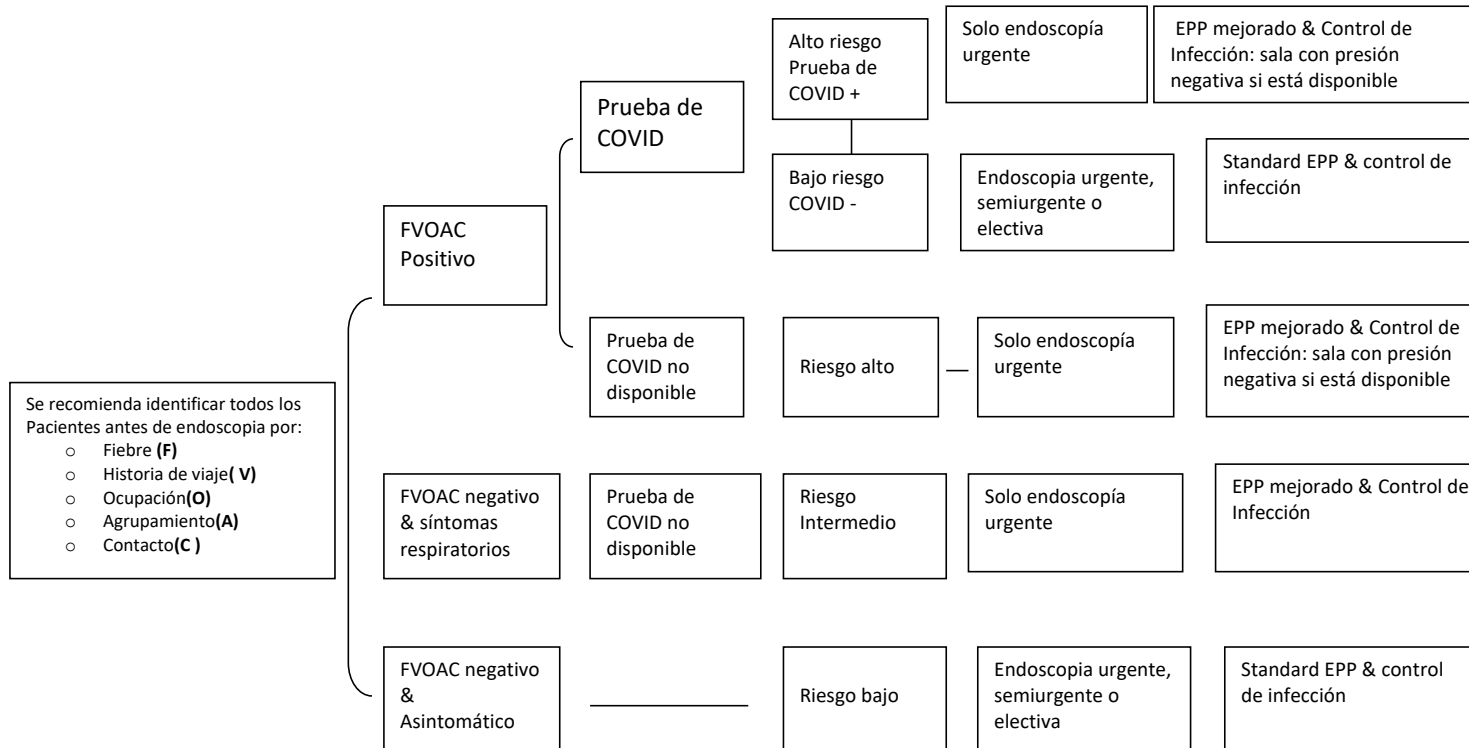 Alto riesgo
Prueba de
COVID +
Solo endoscopía
urgente
EPP mejorado & Control de
Infección: sala con presión
negativa si está disponible
Prueba de
COVID
Bajo riesgo
COVID -
Endoscopia urgente,
semiurgente o
electiva
Standard EPP & control de
infección
FVOAC
Positivo
Prueba de
COVID no
disponible
Riesgo alto
Solo endoscopía
urgente
EPP mejorado & Control de
Infección: sala con presión
negativa si está disponible
Se recomienda identificar todos los
Pacientes antes de endoscopia por:
o Fiebre (F)
o Historia de viaje( V)
o Ocupación(O)
o Agrupamiento(A)
o Contacto(C )
FVOAC negativo
& síntomas
respiratorios
Prueba de
COVID no
disponible
Riesgo
Intermedio
Solo endoscopía
urgente
EPP mejorado & Control de
Infección
FVOAC negativo
&
Asintomático
Riesgo bajo
Endoscopia urgente,
semiurgente o
electiva
Standard EPP & control
de infección